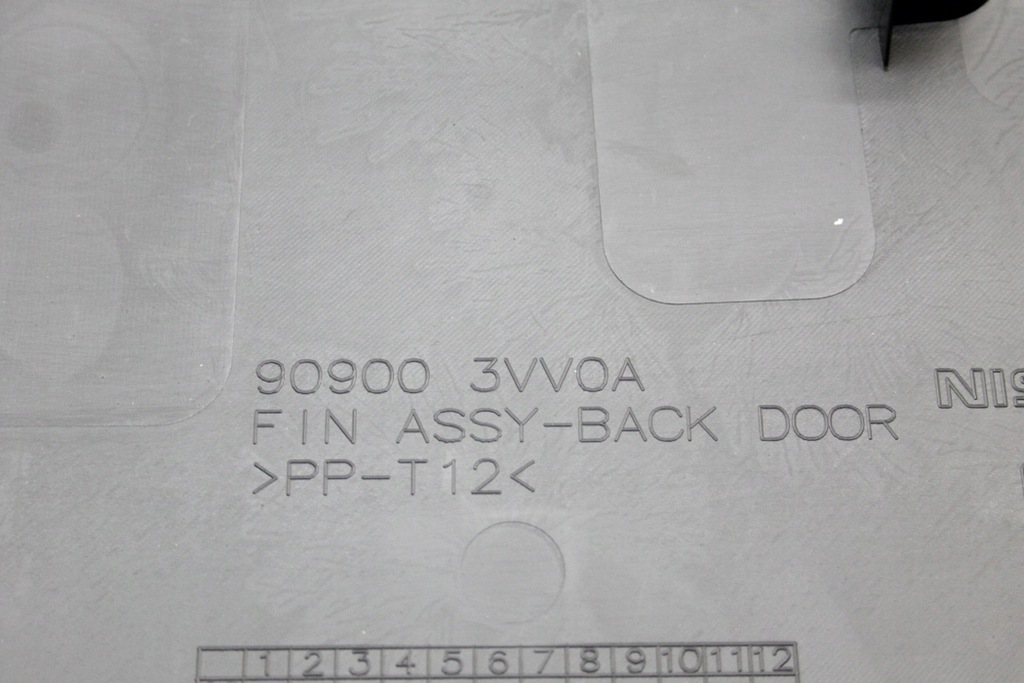 90900 3VV0A
FIN ASSY-BACK DOOR
>PP-T12<
NIS
1 2 3 4 5 6 7 8 9 10 11 12